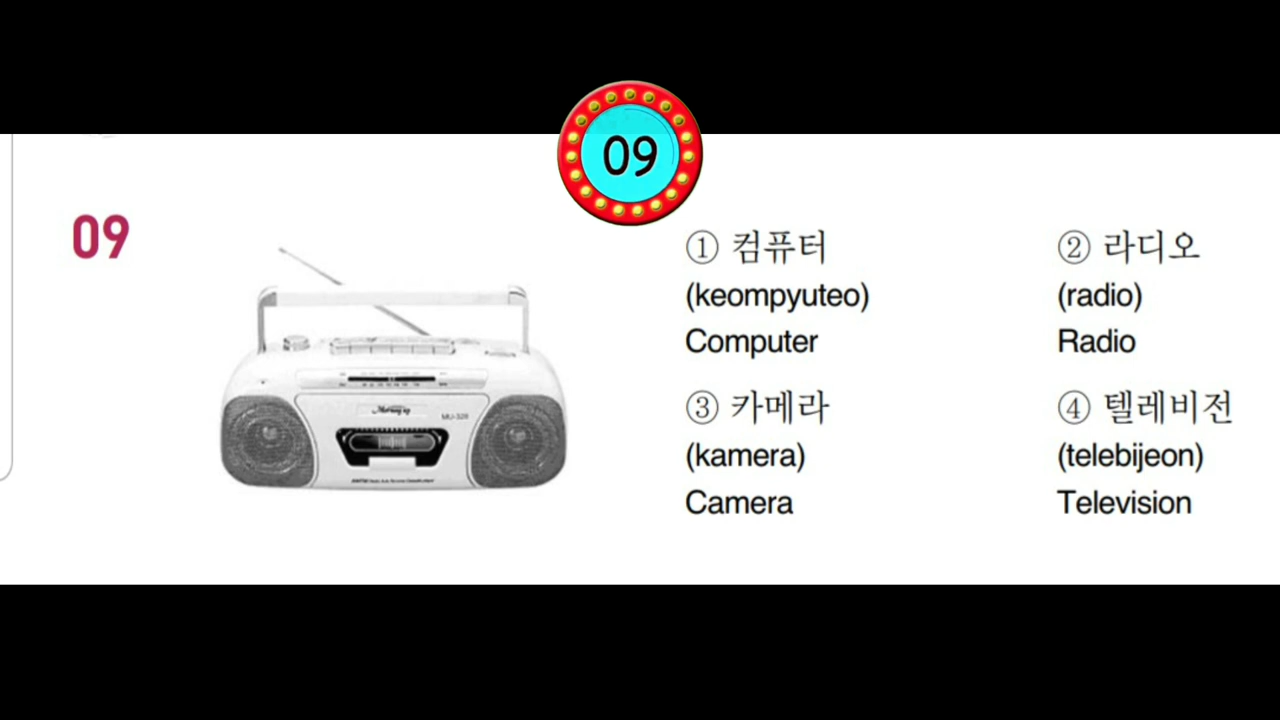 09
09
① 컴퓨터
(keompyuteo)
Computer
② 라디오
(radio)
Radio
③ 카메라
(kamera)
Camera
④ 텔레비전
(telebijeon)
Television